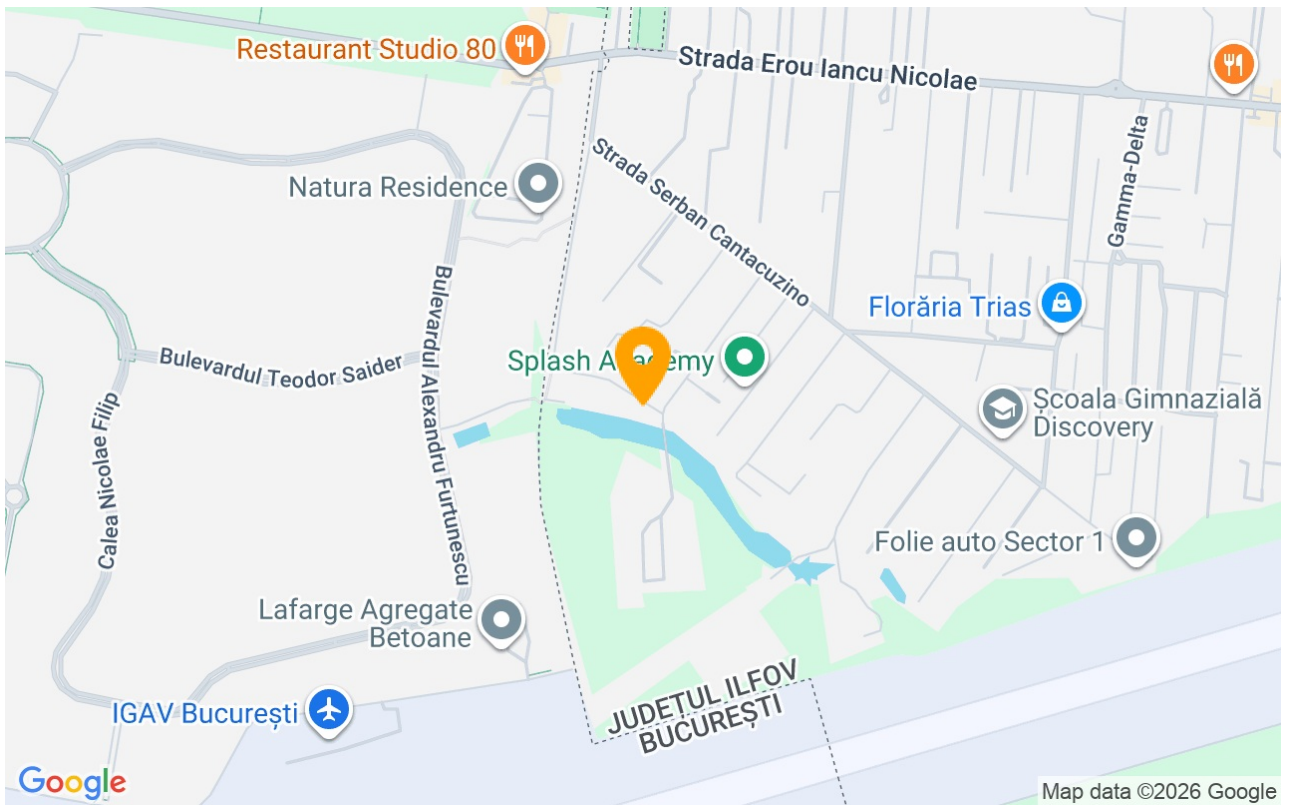 Restaurant Studio 80
Strada Erou Iancu Nicolae
Strada Serban Cantacuzino
Gamma-Delta
Natura Residence
Florăria Trias
Bulevardul Teodor Saider
Bulevardul Alexandru Furtunescu
Splash Academy
Școala Gimnazială
Discovery
Calea Nicolae Filip
Folie auto Sector 1
Lafarge Agregate
Betoane
IGAV București
JUDEȚUL ILFOV
BUCUREȘTI
Google
Map data ©2026 Google